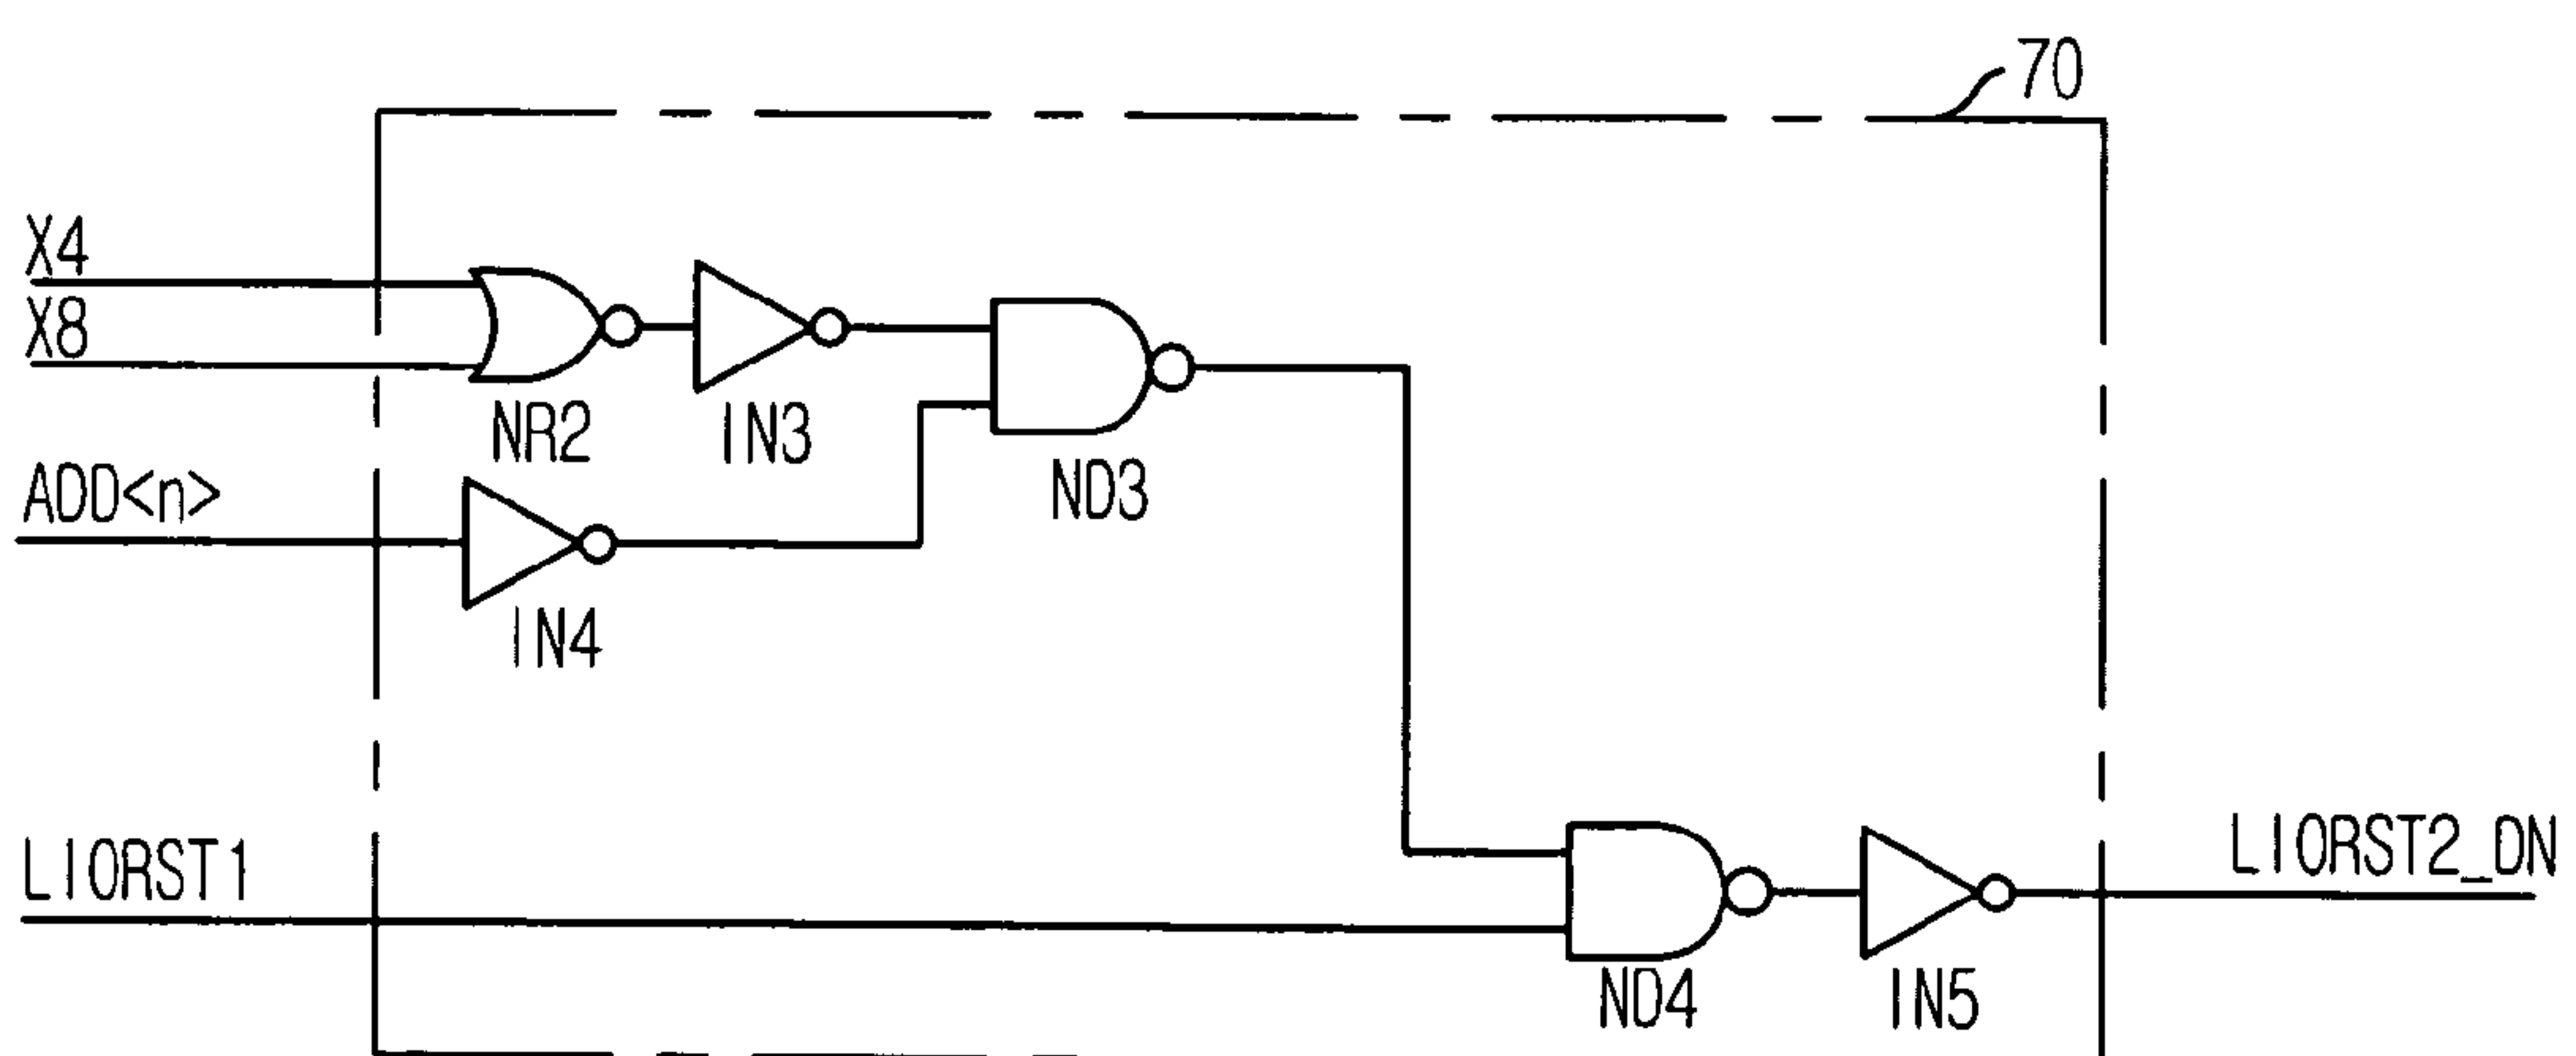 70
X4
X8
NR2
IN3
ND3
ADD<n>
IN4
LIORST1
LIORST2_DN
ND4
IN5